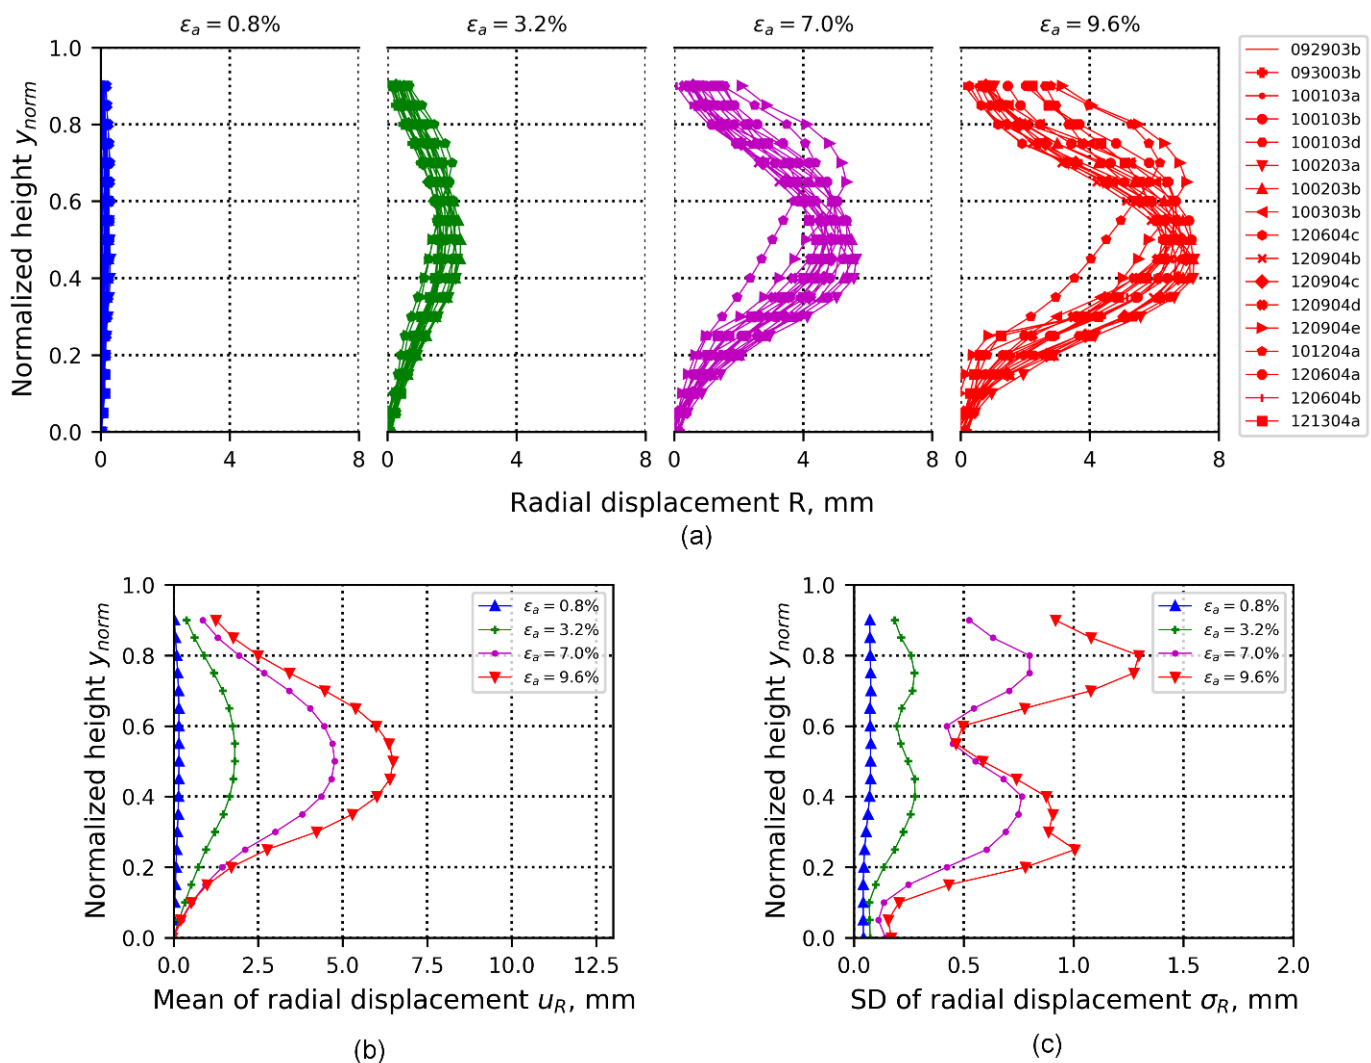 εa = 0.8%
εa = 3.2%
εa = 7.0%
εa = 9.6%
Normalized height ynorm
1.0
0.8
0.6
0.4
0.2
0.0
0 4 8
0 4 8
0 4 8
0 4 8
092903b
093003b
100103a
100103b
100103d
100203a
100203b
100303b
120604c
120904b
120904c
120904d
120904e
101204a
120604a
120604b
121304a
Radial displacement R, mm
(a)
Normalized height ynorm
1.0
0.8
0.6
0.4
0.2
0.0
εa = 0.8%
εa = 3.2%
εa = 7.0%
εa = 9.6%
0.0 2.5 5.0 7.5 10.0 12.5
Mean of radial displacement uR, mm
(b)
Normalized height ynorm
1.0
0.8
0.6
0.4
0.2
0.0
εa = 0.8%
εa = 3.2%
εa = 7.0%
εa = 9.6%
0.0 0.5 1.0 1.5 2.0
SD of radial displacement σR, mm
(c)